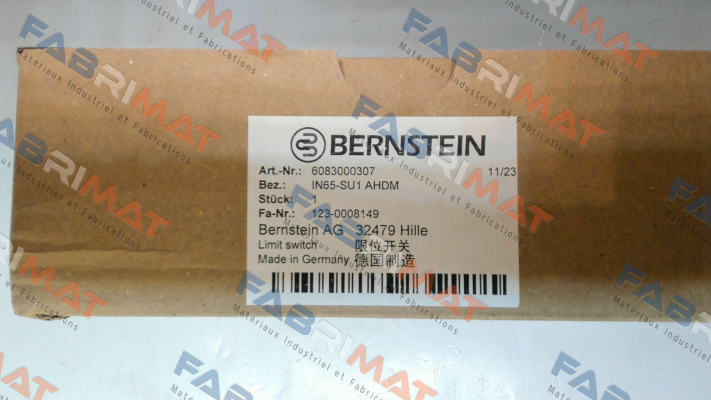 BERNSTEIN
Art.-Nr.: 6083000307 11/23
Bez.: IN65-SU1 AHDM
Stück: 1
Fa-Nr.: 123-0008149
Bernstein AG 32479 Hille
Limit switch 限位开关
Made in Germany 德国制造
FABRIMAT
Matériaux Industriel et Fabrications